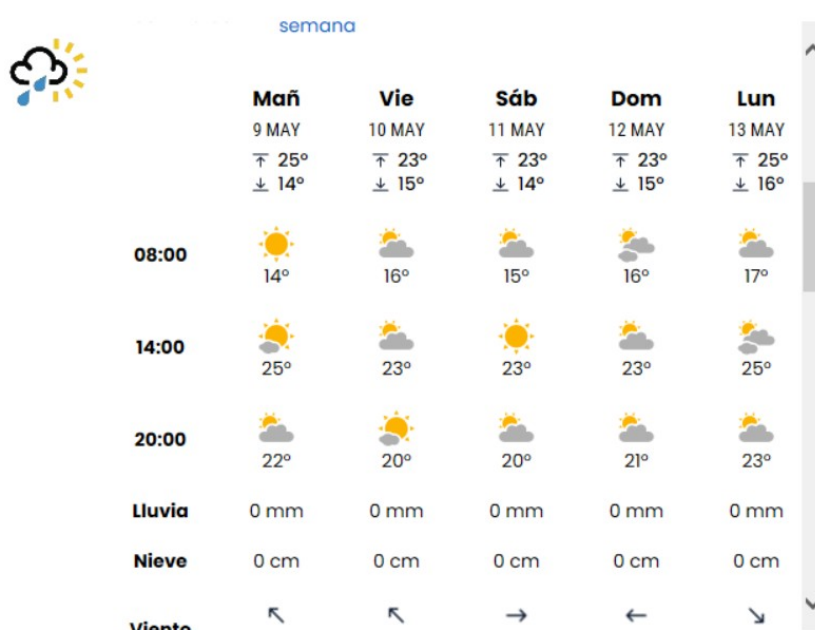 semana
Mañ Vie Sáb Dom Lun
9 MAY 10 MAY 11 MAY 12 MAY 13 MAY
25º 23º 23º 23º 25º
14º 15º 14º 15º 16º
08:00
14º 16º 15º 16º 17º
14:00
25º 23º 23º 23º 25º
20:00
22º 20º 20º 21º 23º
Lluvia 0 mm 0 mm 0 mm 0 mm 0 mm
Nieve 0 cm 0 cm 0 cm 0 cm 0 cm
Viento